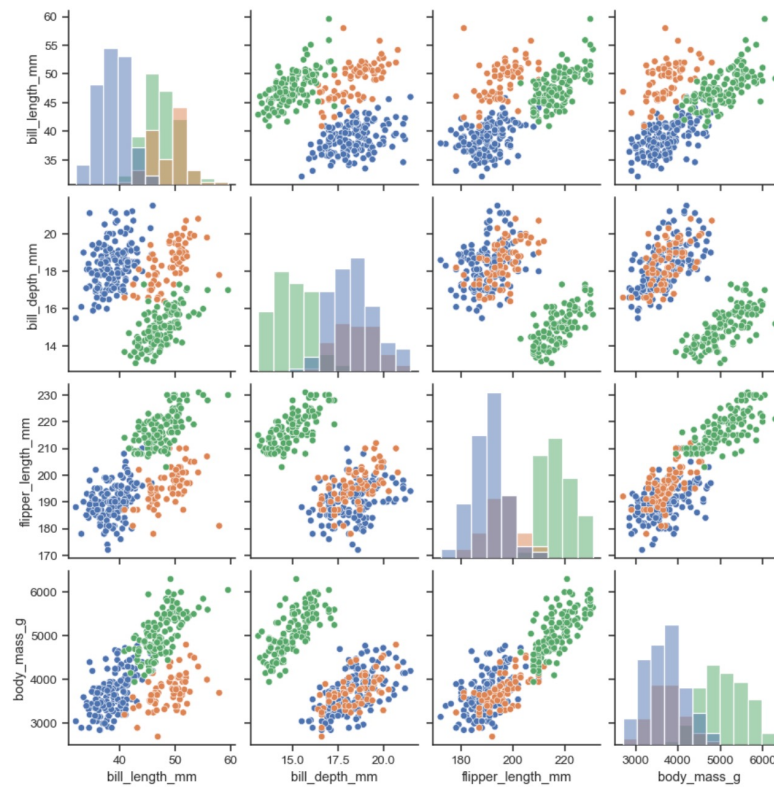 60
55
50
45
40
35
bill_length_mm
20
18
16
14
bill_depth_mm
230
220
210
200
190
180
170
flipper_length_mm
6000
5000
4000
3000
body_mass_g
40 50 60
bill_length_mm
15.0 17.5 20.0
bill_depth_mm
180 200 220
flipper_length_mm
3000 4000 5000 6000
body_mass_g